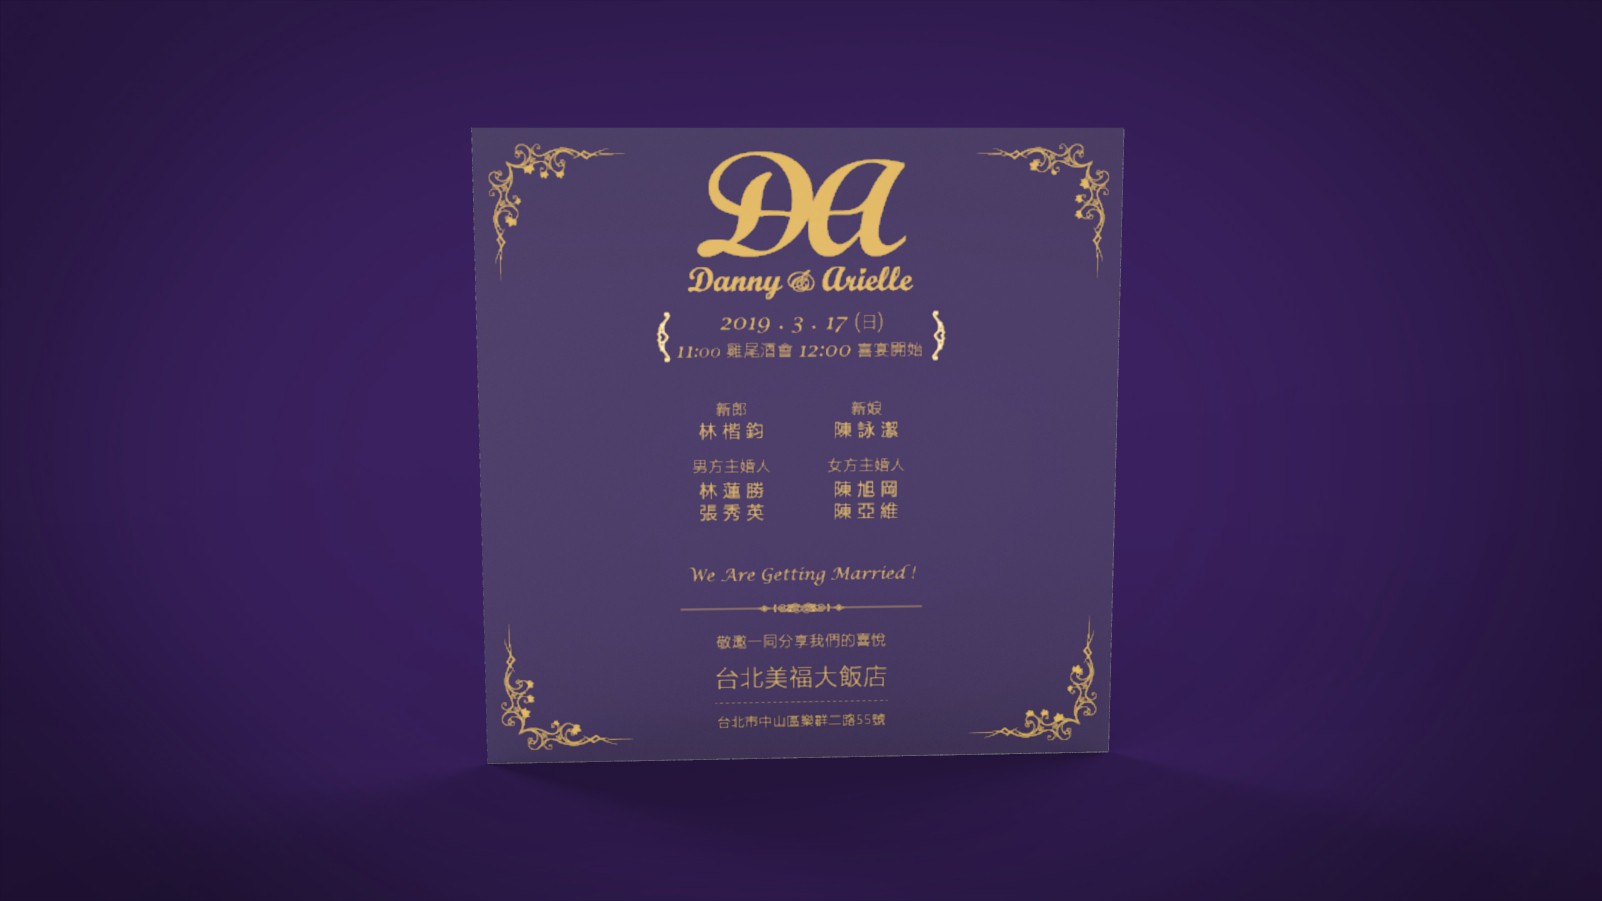 DA
Danny & Arielle
2019 . 3 . 17 (日)
11:00 雞尾酒會 12:00 喜宴開始
新郎 新娘
林楷鈞 陳詠潔
男方主婚人 女方主婚人
林蓮勝 陳旭岡
張秀英 陳亞維
We Are Getting Married !
敬邀一同分享我們的喜悅
台北美福大飯店
台北市中山區樂群二路55號